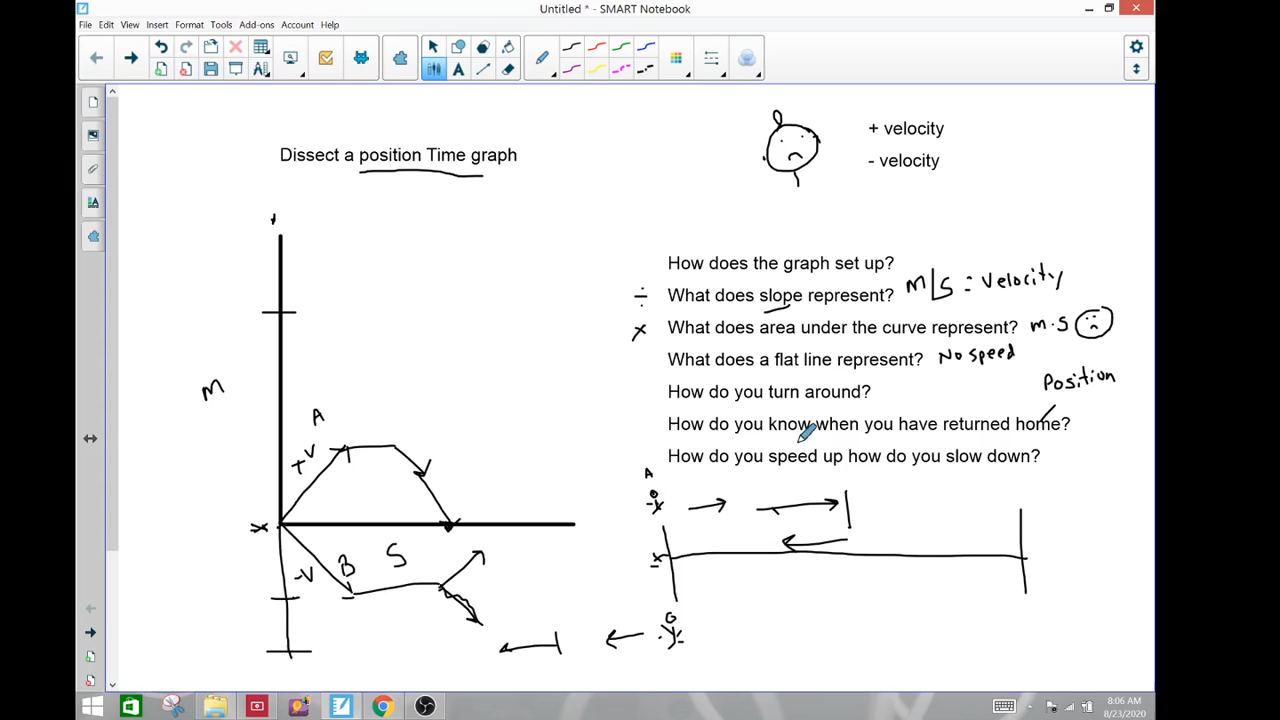 Untitled * - SMART Notebook
File Edit View Insert Format Tools Add-ons Account Help
+ velocity
- velocity
Dissect a position Time graph
How does the graph set up?
÷ What does slope represent? M/S = Velocity
x What does area under the curve represent? m·S
What does a flat line represent? No speed
How do you turn around?
Position
How do you know when you have returned home?
How do you speed up how do you slow down?
M
A
+V
A
B
S
-V
8:06 AM
8/23/2020